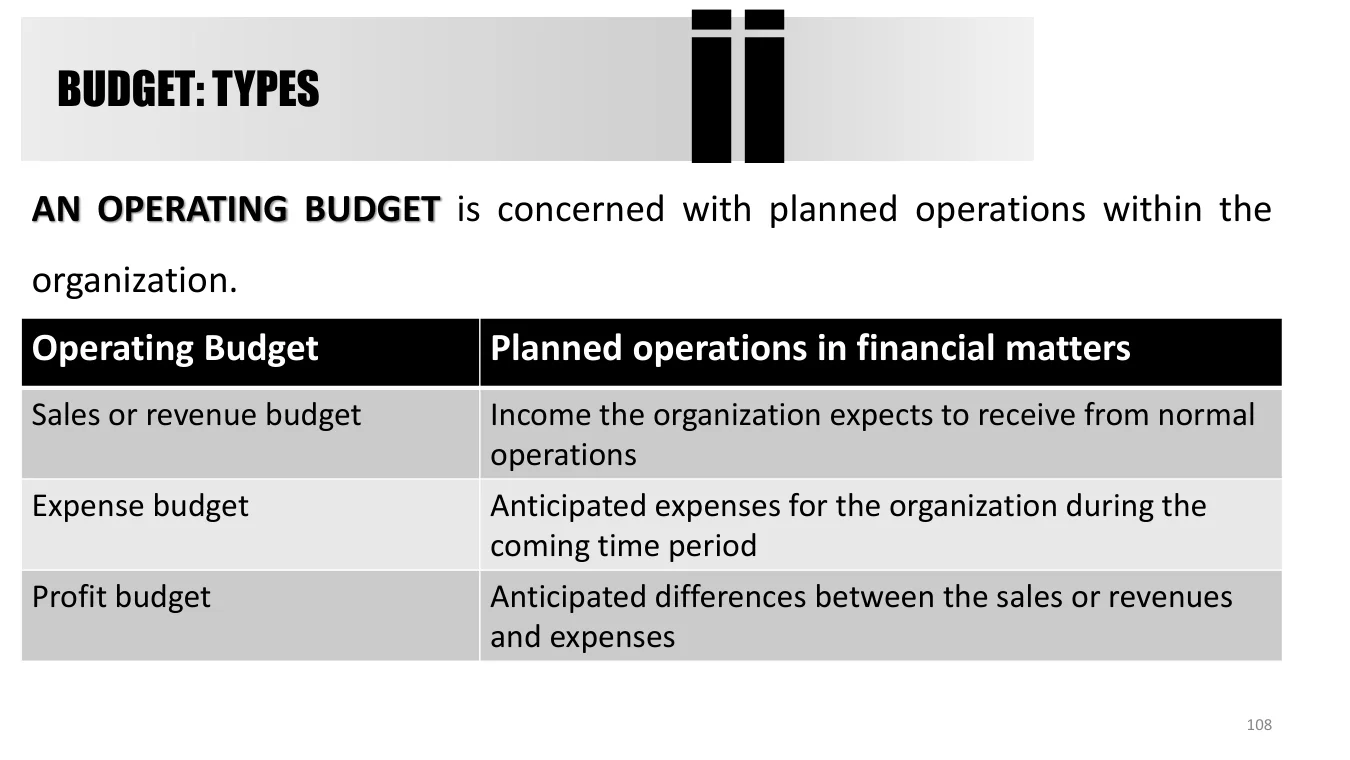 BUDGET: TYPES
ii
AN OPERATING BUDGET is concerned with planned operations within the
organization.
Operating Budget
Planned operations in financial matters
Sales or revenue budget
Income the organization expects to receive from normal
operations
Expense budget
Anticipated expenses for the organization during the
coming time period
Profit budget
Anticipated differences between the sales or revenues
and expenses
108